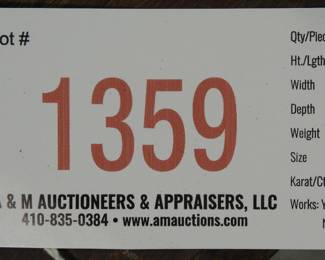 ot #
1359
A & M AUCTIONEERS & APPRAISERS, LLC
410-835-0384 • www.amauctions.com
Qty/Piec
Ht./Lgth
Width
Depth
Weight
Size
Karat/Ct
Works: Y
N